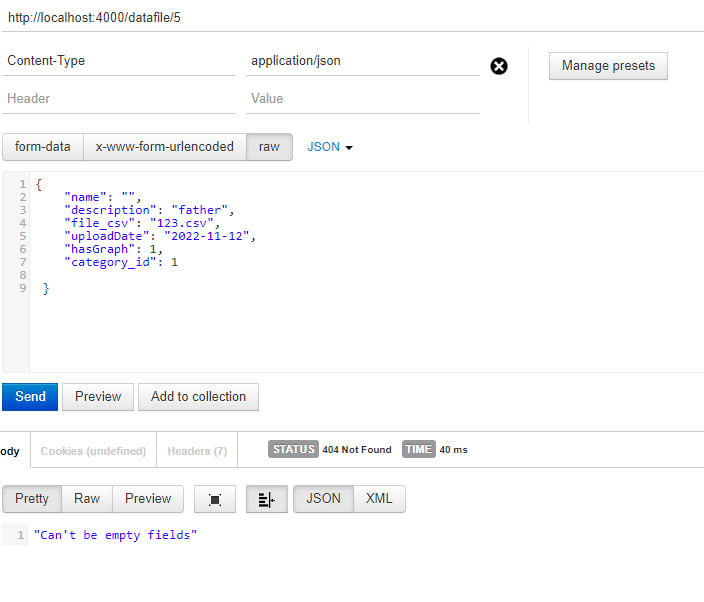 http://localhost:4000/datafile/5
Content-Type application/json
Manage presets
Header Value
form-data x-www-form-urlencoded raw JSON
1 {
2 "name": "",
3 "description": "father",
4 "file_csv": "123.csv",
5 "uploadDate": "2022-11-12",
6 "hasGraph": 1,
7 "category_id": 1
8
9 }
Send Preview Add to collection
ody Cookies (undefined) Headers (7) STATUS 404 Not Found TIME 40 ms
Pretty Raw Preview JSON XML
1 "Can't be empty fields"